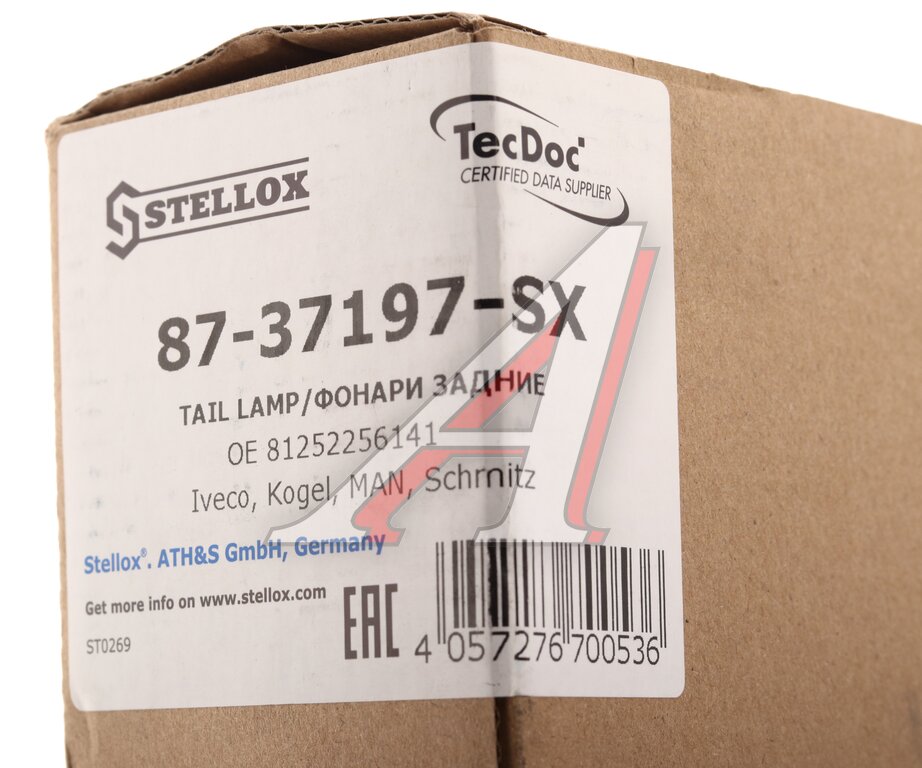 STELLOX
TecDoc
CERTIFIED DATA SUPPLIER
87-37197-SX
TAIL LAMP/ФОНАРИ ЗАДНИЕ
OE 81252256141
Iveco, Kogel, MAN, Schrnitz
Stellox®. ATH&S GmbH, Germany
Get more info on www.stellox.com
ST0269
EAC
4 057276 700536